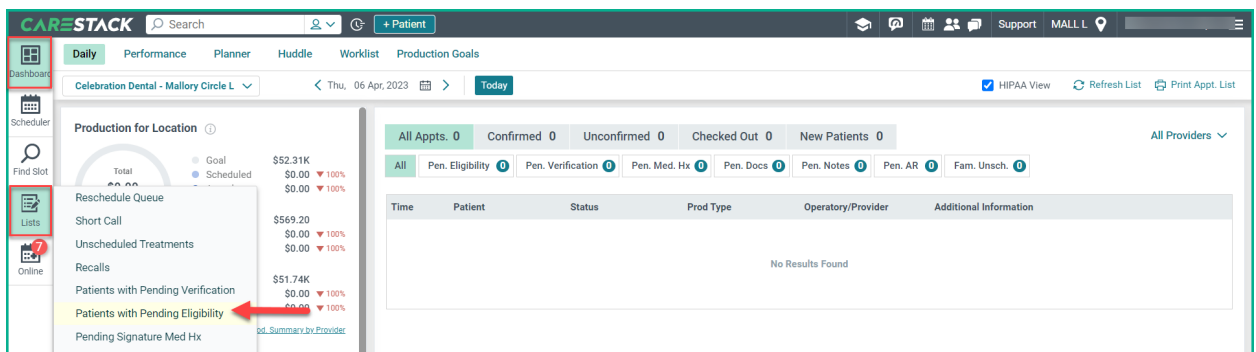 CARESTACK Search + Patient Support MALL L
Dashboard Daily Performance Planner Huddle Worklist Production Goals
Celebration Dental - Mallory Circle L Thu, 06 Apr, 2023 Today HIPAA View Refresh List Print Appt. List
Scheduler
Find Slot
Lists
7
Online
Production for Location
Total
Goal $52.31K
Scheduled $0.00 100%
$0.00 100%
$569.20
$0.00 100%
$0.00 100%
$51.74K
$0.00 100%
$0.00 100%
od. Summary by Provider
Reschedule Queue
Short Call
Unscheduled Treatments
Recalls
Patients with Pending Verification
Patients with Pending Eligibility
Pending Signature Med Hx
All Appts. 0 Confirmed 0 Unconfirmed 0 Checked Out 0 New Patients 0 All Providers
All Pen. Eligibility 0 Pen. Verification 0 Pen. Med. Hx 0 Pen. Docs 0 Pen. Notes 0 Pen. AR 0 Fam. Unsch. 0
Time Patient Status Prod Type Operatory/Provider Additional Information
No Results Found